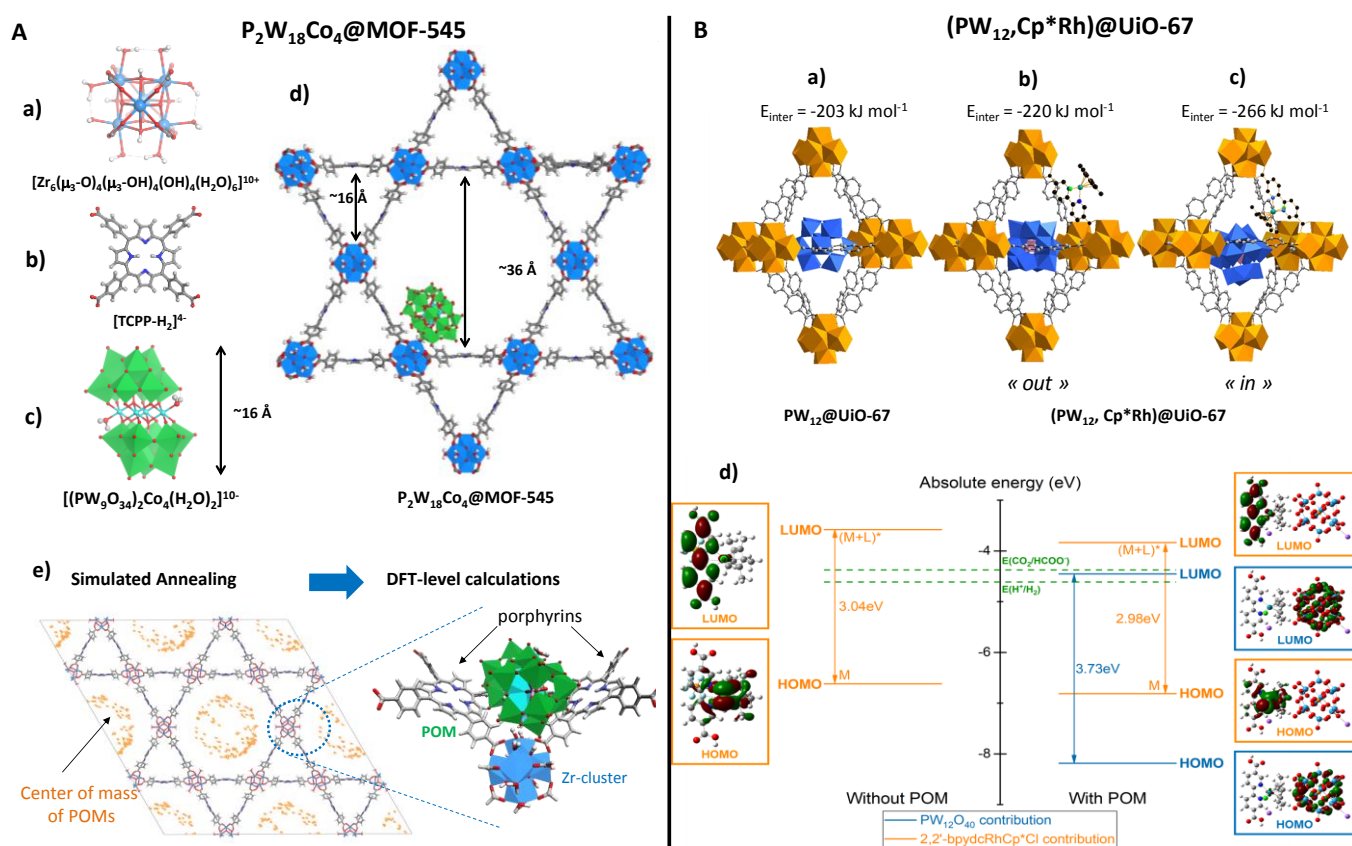 A
P₂W₁₈Co₄@MOF-545
a)
[Zr₆(μ₃-O)₄(μ₃-OH)₄(OH)₄(H₂O)₆]¹⁰⁺
b)
[TCPP-H₂]⁴⁻
c)
~16 Å
[(PW₉O₃₄)₂Co₄(H₂O)₂]¹⁰⁻
d)
~16 Å
~36 Å
P₂W₁₈Co₄@MOF-545
e)
Simulated Annealing
DFT-level calculations
porphyrins
POM
Zr-cluster
Center of mass
of POMs
B
(PW₁₂,Cp*Rh)@UiO-67
a)
b)
c)
E_inter = -203 kJ mol⁻¹
E_inter = -220 kJ mol⁻¹
E_inter = -266 kJ mol⁻¹
« out »
« in »
PW₁₂@UiO-67
(PW₁₂, Cp*Rh)@UiO-67
d)
Absolute energy (eV)
LUMO
HOMO
LUMO
(M+L)*
3.04eV
M
HOMO
-4
-6
-8
E(CO₂/HCOO⁻)
E(H⁺/H₂)
(M+L)*
LUMO
LUMO
2.98eV
3.73eV
M
HOMO
HOMO
LUMO
LUMO
HOMO
HOMO
Without POM
With POM
PW₁₂O₄₀ contribution
2,2'-bpydcRhCp*Cl contribution